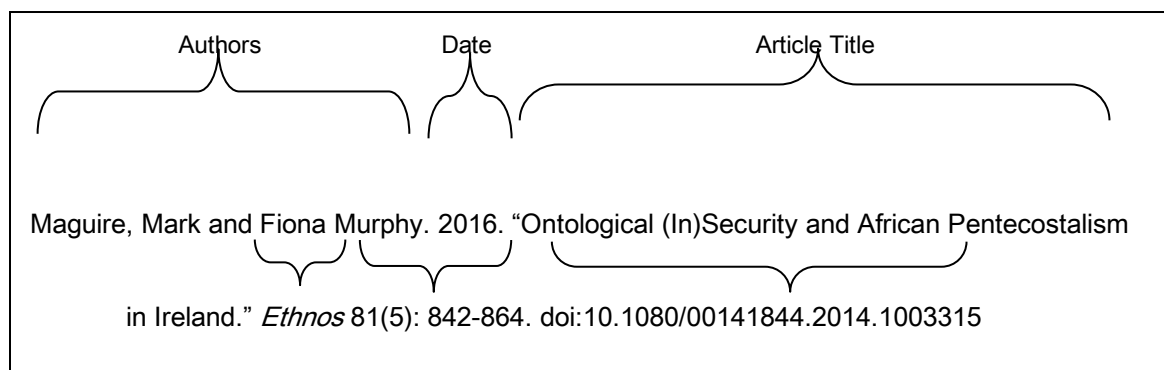 Authors Date Article Title
Maguire, Mark and Fiona Murphy. 2016. “Ontological (In)Security and African Pentecostalism
in Ireland.” Ethnos 81(5): 842-864. doi:10.1080/00141844.2014.1003315